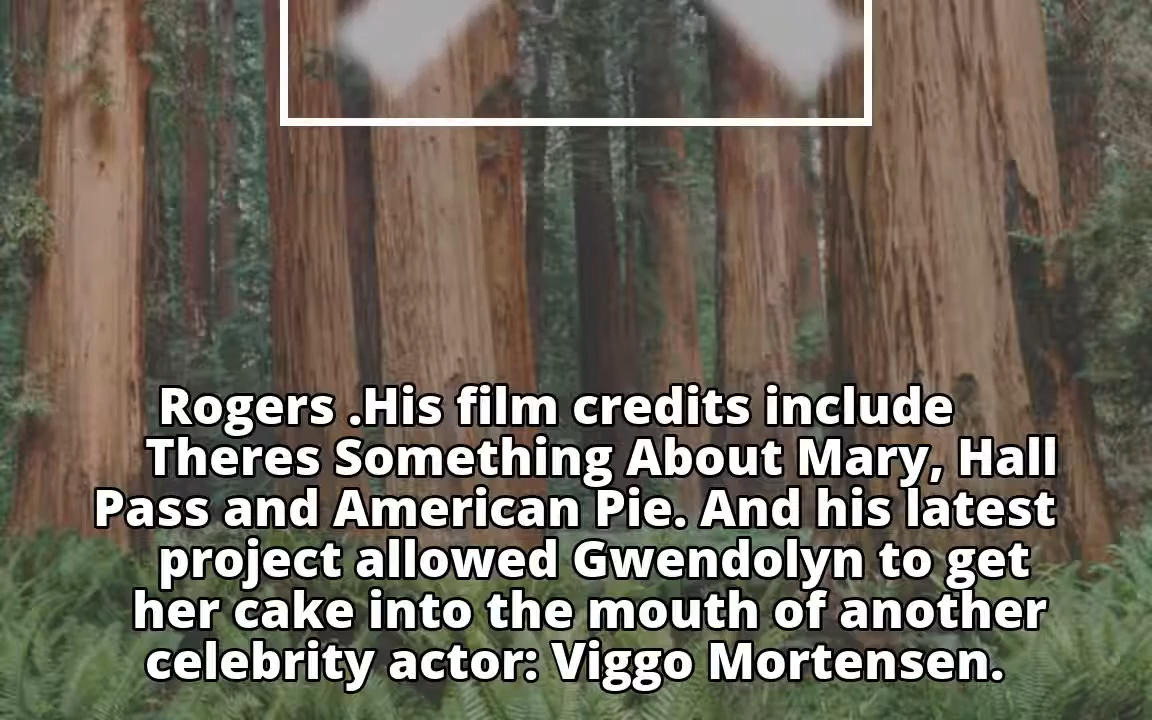 Rogers .His film credits include
Theres Something About Mary, Hall
Pass and American Pie. And his latest
project allowed Gwendolyn to get
her cake into the mouth of another
celebrity actor: Viggo Mortensen.